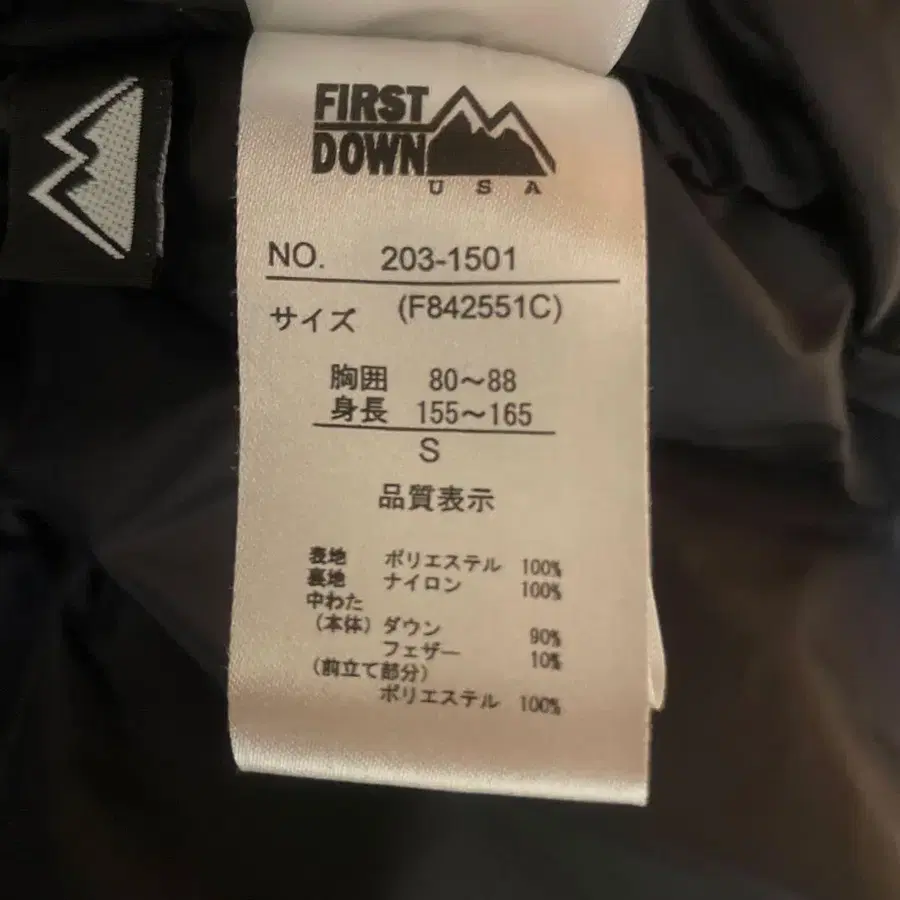 FIRST
DOWN
USA
NO. 203-1501
サイズ (F842551C)
胸囲 80～88
身長 155～165
S
品質表示
表地 ポリエステル 100%
裏地 ナイロン 100%
中わた
(本体) ダウン 90%
フェザー 10%
(前立て部分)
ポリエステル 100%